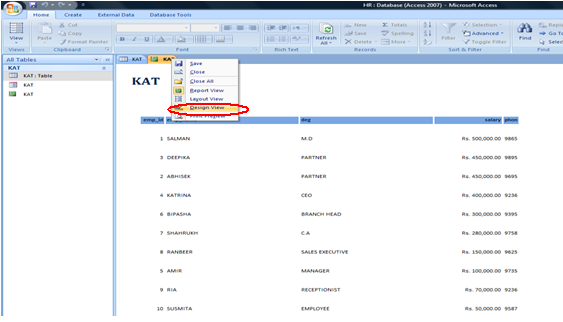 HR : Database (Access 2007) - Microsoft Access
Home Create External Data Database Tools
View
Views
Paste
Cut
Copy
Format Painter
Clipboard
B I U
Font
Rich Text
Refresh
All
New
Save
Delete
Totals
Spelling
More
Records
Selection
Advanced
Toggle Filter
Sort & Filter
Find
Go To
Find
All Tables
KAT
KAT : Table
KAT
KAT
KAT
KAT
Save
Close
Close All
Report View
Layout View
Design View
Print Preview
KAT
emp_id deg salary phon
1 SALMAN M.D Rs. 500,000.00 9865
3 DEEPIKA PARTNER Rs. 450,000.00 9895
2 ABHISEK PARTNER Rs. 450,000.00 9695
4 KATRINA CEO Rs. 400,000.00 9236
6 BIPASHA BRANCH HEAD Rs. 300,000.00 9395
7 SHAHRUKH C.A Rs. 280,000.00 9758
8 RANBEER SALES EXECUTIVE Rs. 150,000.00 9625
5 AMIR MANAGER Rs. 100,000.00 9735
9 RIA RECEPTIONIST Rs. 70,000.00 9236
10 SUSMITA EMPLOYEE Rs. 50,000.00 9587